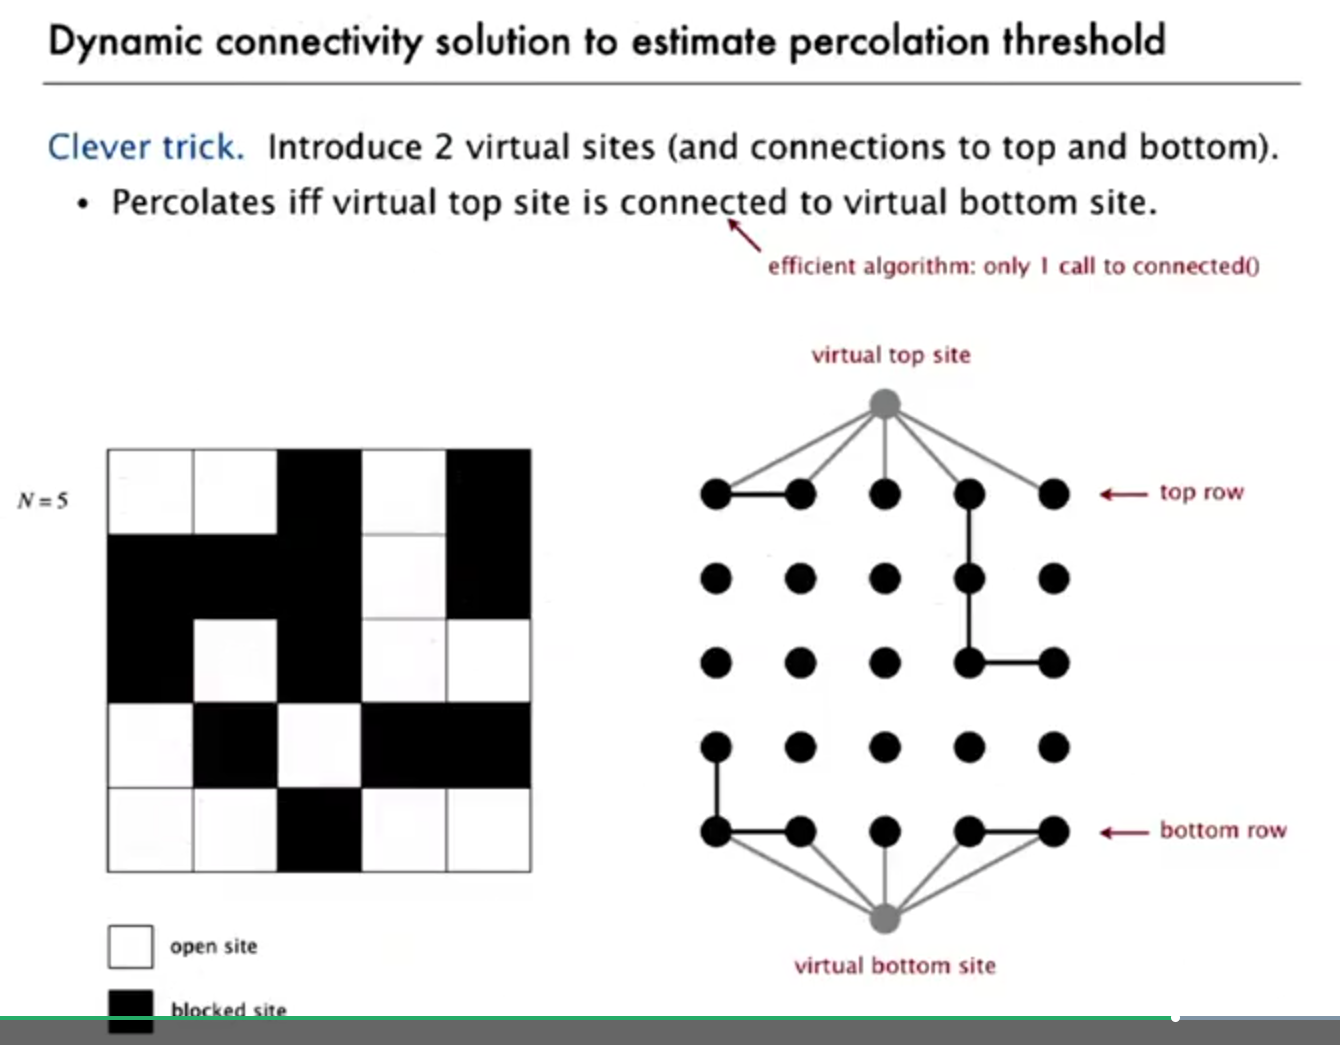 Dynamic connectivity solution to estimate percolation threshold
Clever trick. Introduce 2 virtual sites (and connections to top and bottom).
• Percolates iff virtual top site is connected to virtual bottom site.
efficient algorithm: only 1 call to connected()
virtual top site
N = 5
top row
bottom row
virtual bottom site
open site
blocked site